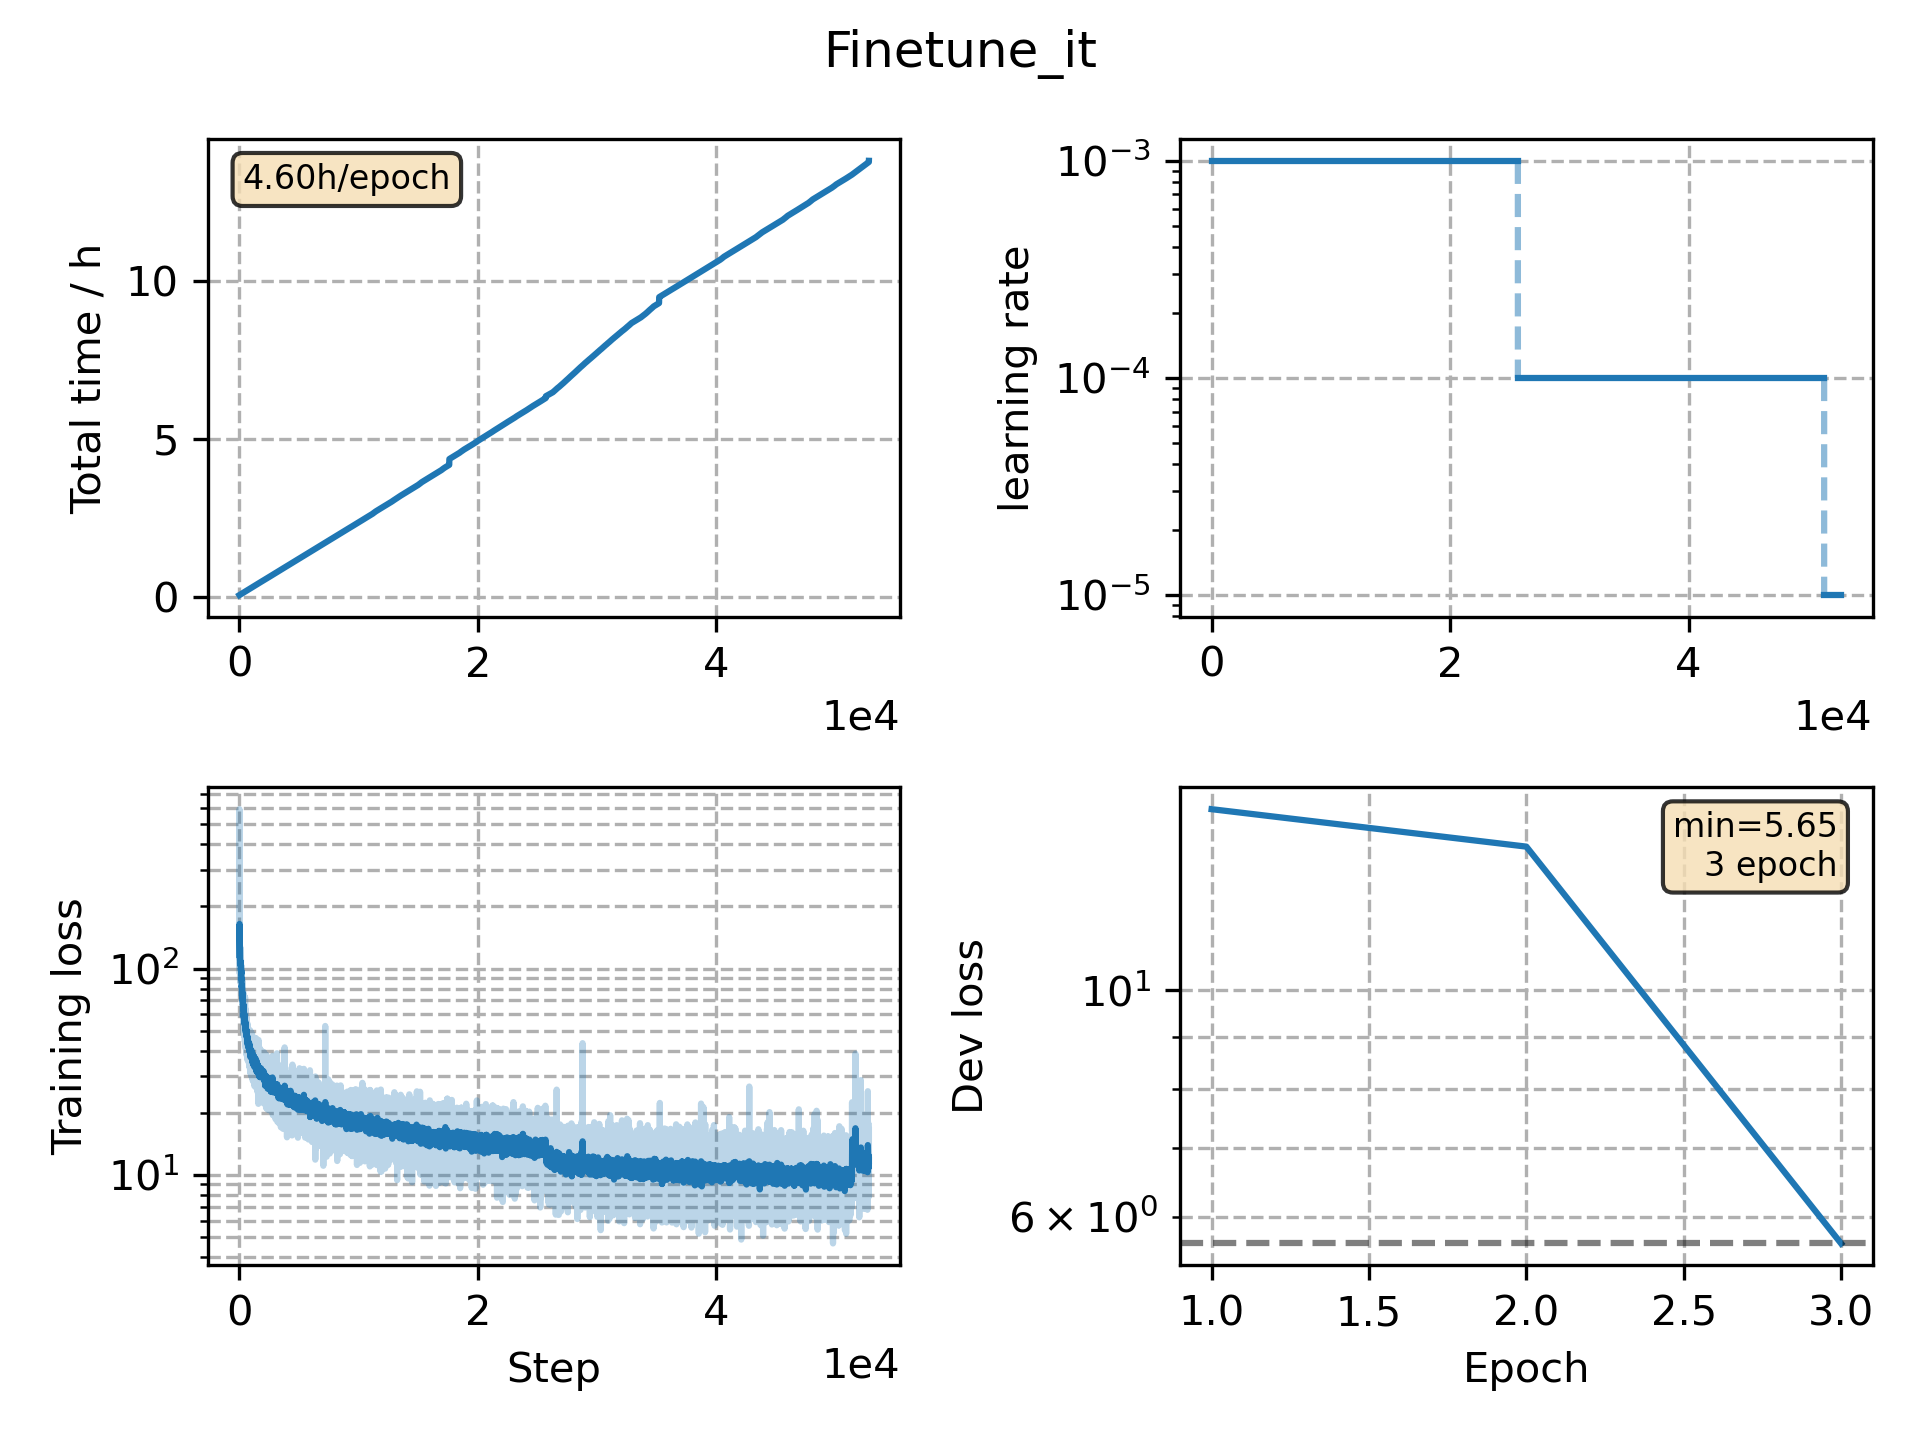 Finetune_it
4.60h/epoch
Total time / h
10
5
0
0 2 4
1e4
learning rate
10⁻³
10⁻⁴
10⁻⁵
0 2 4
1e4
Training loss
10²
10¹
0 2 4
1e4
Step
min=5.65
3 epoch
Dev loss
10¹
6 × 10⁰
1.0 1.5 2.0 2.5 3.0
Epoch